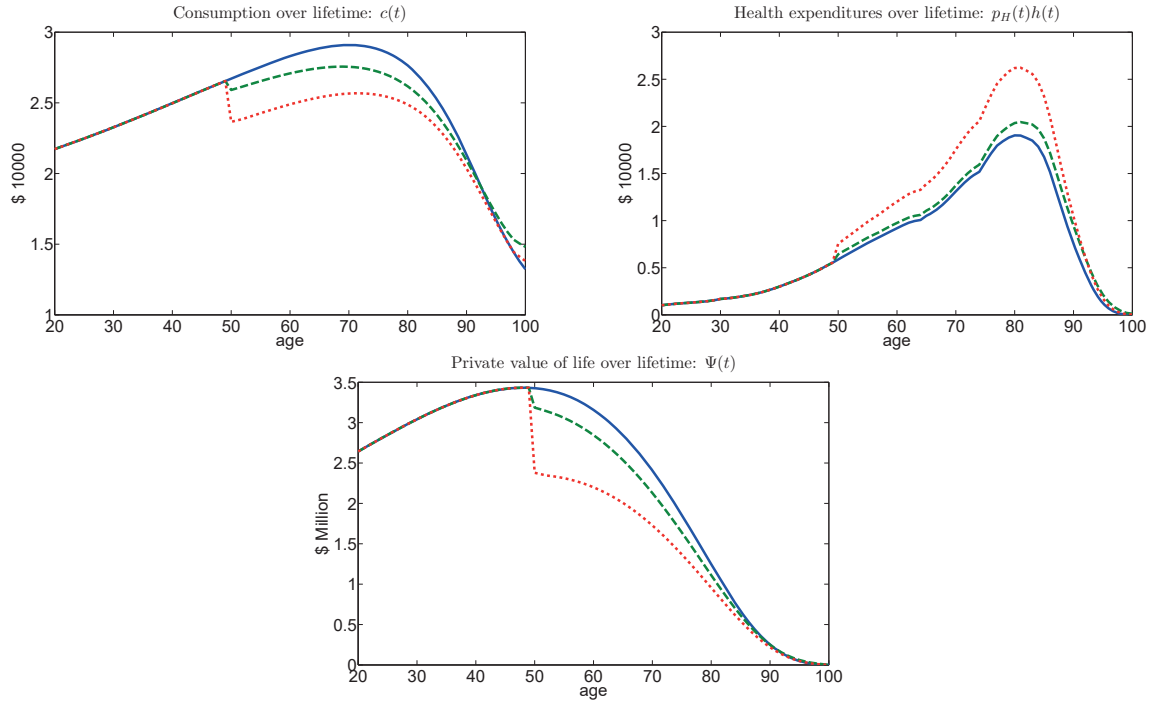 Consumption over lifetime: c(t)
$ 10000
3
2.5
2
1.5
1
20 30 40 50 60 70 80 90 100
age
Health expenditures over lifetime: p_H(t)h(t)
$ 10000
3
2.5
2
1.5
1
0.5
0
20 30 40 50 60 70 80 90 100
age
Private value of life over lifetime: Ψ(t)
$ Million
3.5
3
2.5
2
1.5
1
0.5
0
20 30 40 50 60 70 80 90 100
age